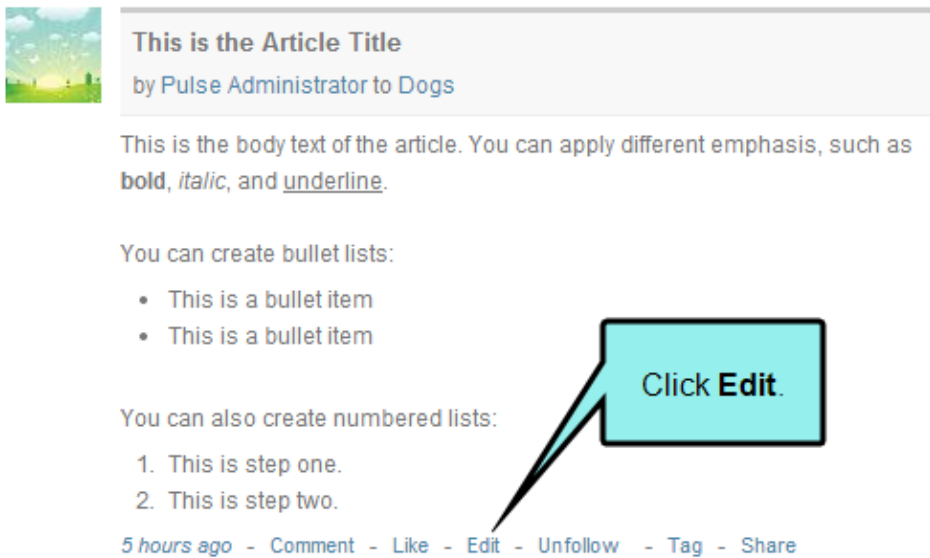 This is the Article Title
by Pulse Administrator to Dogs
This is the body text of the article. You can apply different emphasis, such as
bold, italic, and underline.
You can create bullet lists:
• This is a bullet item
• This is a bullet item
Click Edit.
You can also create numbered lists:
1. This is step one.
2. This is step two.
5 hours ago - Comment - Like - Edit - Unfollow - Tag - Share